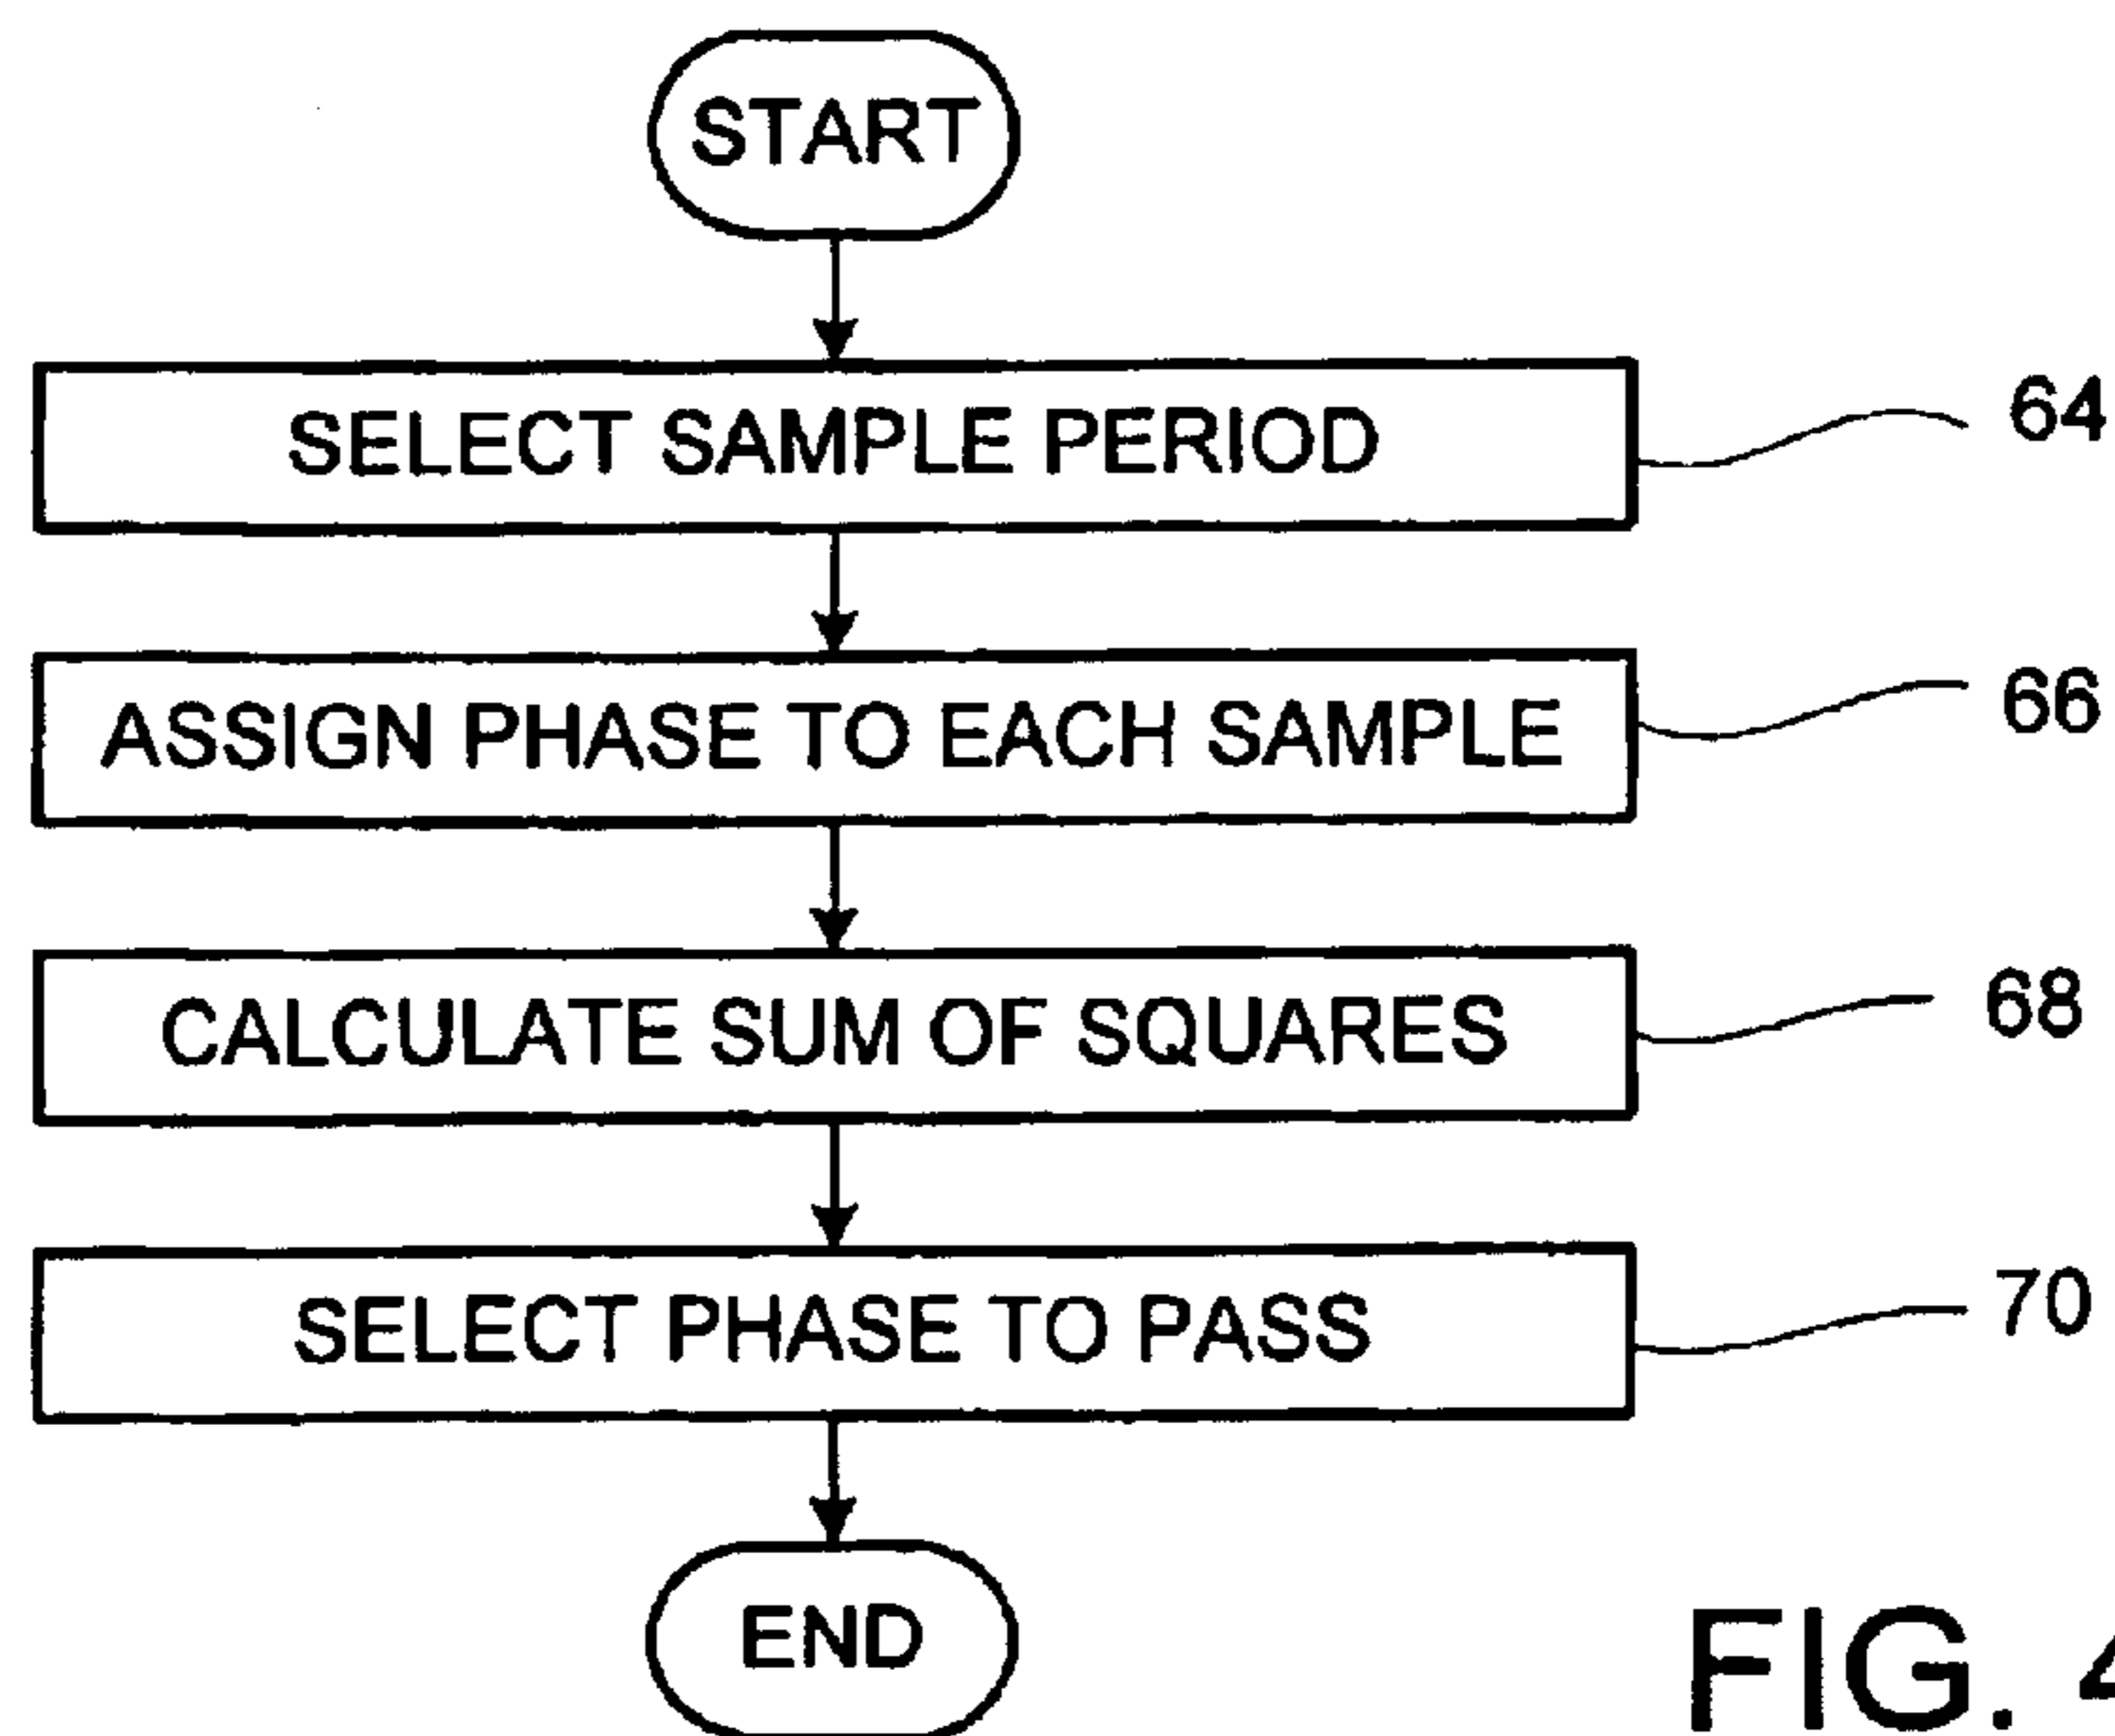 START
SELECT SAMPLE PERIOD
64
ASSIGN PHASE TO EACH SAMPLE
66
CALCULATE SUM OF SQUARES
68
SELECT PHASE TO PASS
70
END
FIG. 4